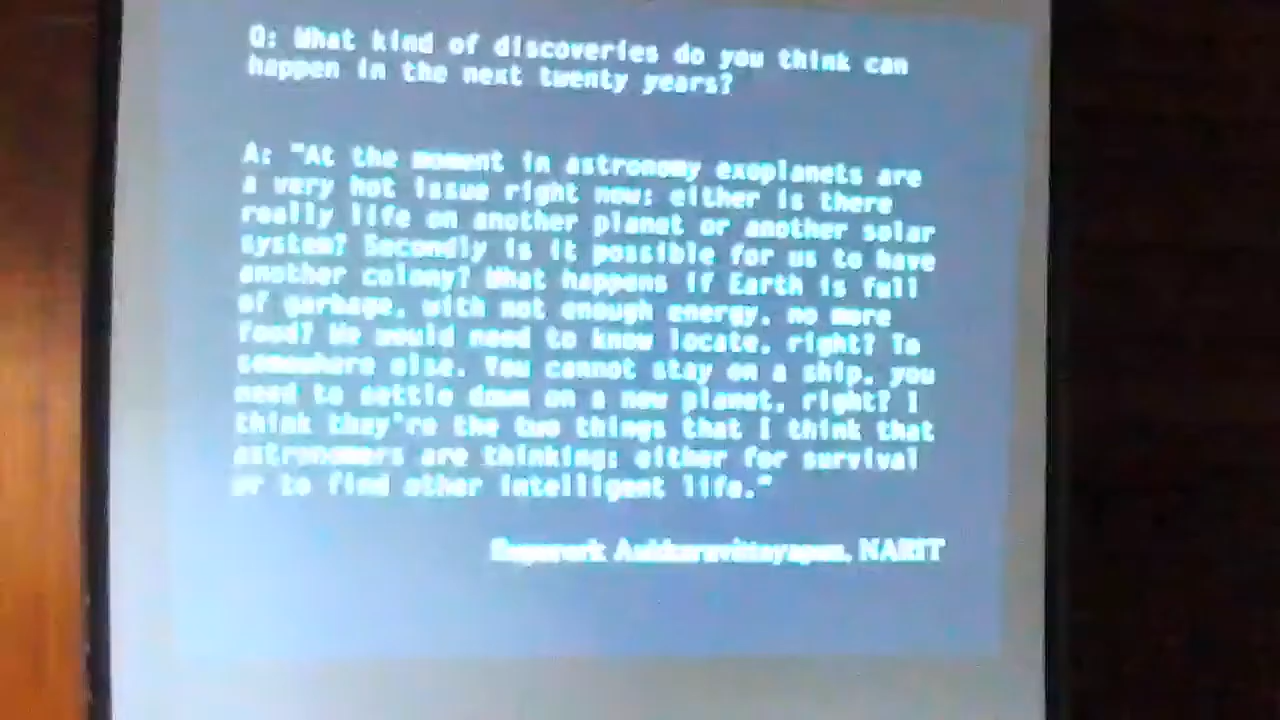 Q: What kind of discoveries do you think can
happen in the next twenty years?
A: "At the moment in astronomy exoplanets are
a very hot issue right now: either is there
really life on another planet or another solar
system? Secondly is it possible for us to have
another colony? What happens if Earth is full
of garbage, with not enough energy, no more
food? We would need to know locate, right? To
somewhere else. You cannot stay on a ship, you
need to settle down on a new planet, right? I
think they're the two things that I think that
astronomers are thinking: either for survival
or to find other intelligent life."
NARIT